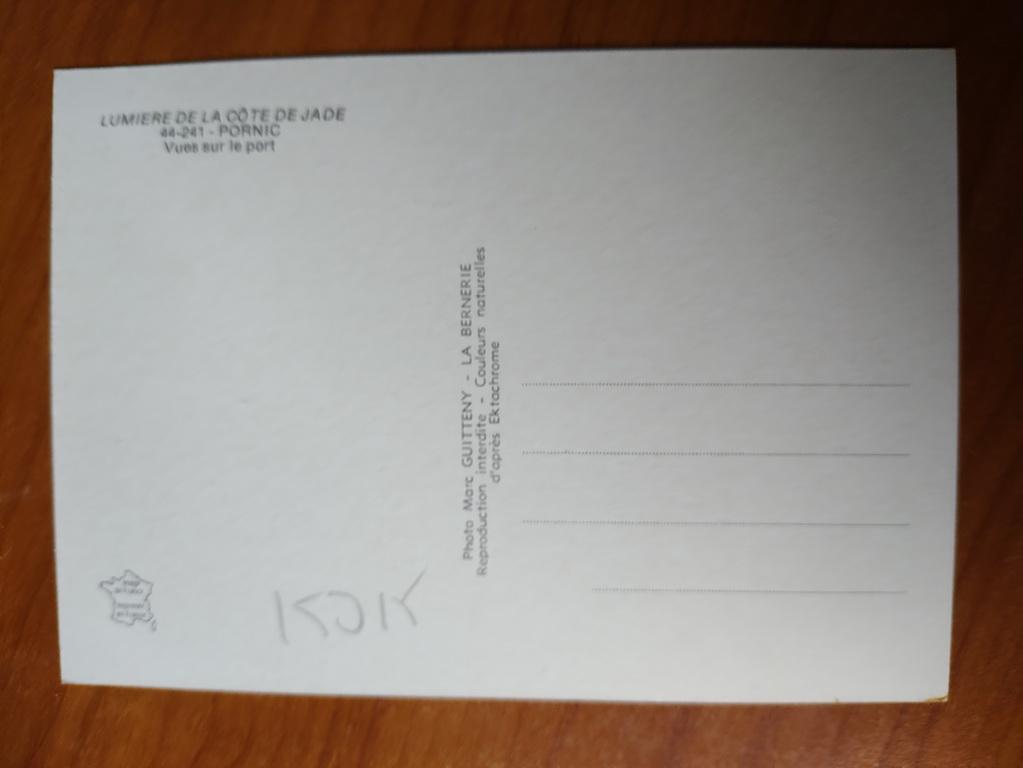 LUMIERE DE LA CÔTE DE JADE
44-241 - PORNIC
Vues sur le port
Photo Marc GUITTENY - LA BERNERIE
Reproduction interdite - Couleurs naturelles
d'après Ektachrome
KJK